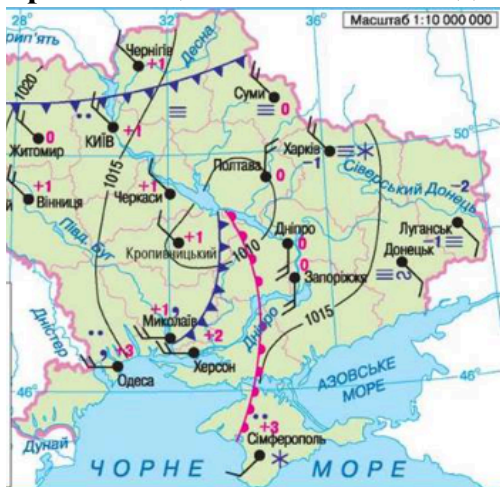 Масштаб 1:10 000 000
32
36
рип'ять
Чернігів
+1
Десна
1020
Суми
0
50
0
Житомир
КИЇВ
+1
1015
Полтава
0
Харків
-1
Сіверський Донець
+1
Вінниця
Черкаси
+1
-2
Луганськ
-1
Півд. Буг
+1
Кропивницький
1010
Дніпро
0
0
Запоріжжя
Донецьк
1015
Дністер
+1
Миколаїв
+2
Херсон
Дніпро
+3
Одеса
46
АЗОВСЬКЕ
МОРЕ
46
Дунай
+3
Сімферополь
ЧОРНЕ МОРЕ